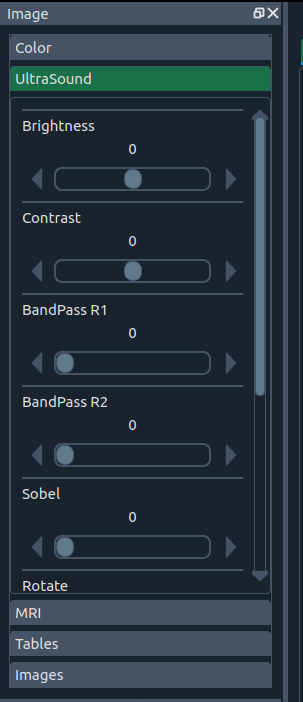 Image
Color
UltraSound
Brightness
0
Contrast
0
BandPass R1
0
BandPass R2
0
Sobel
0
Rotate
MRI
Tables
Images